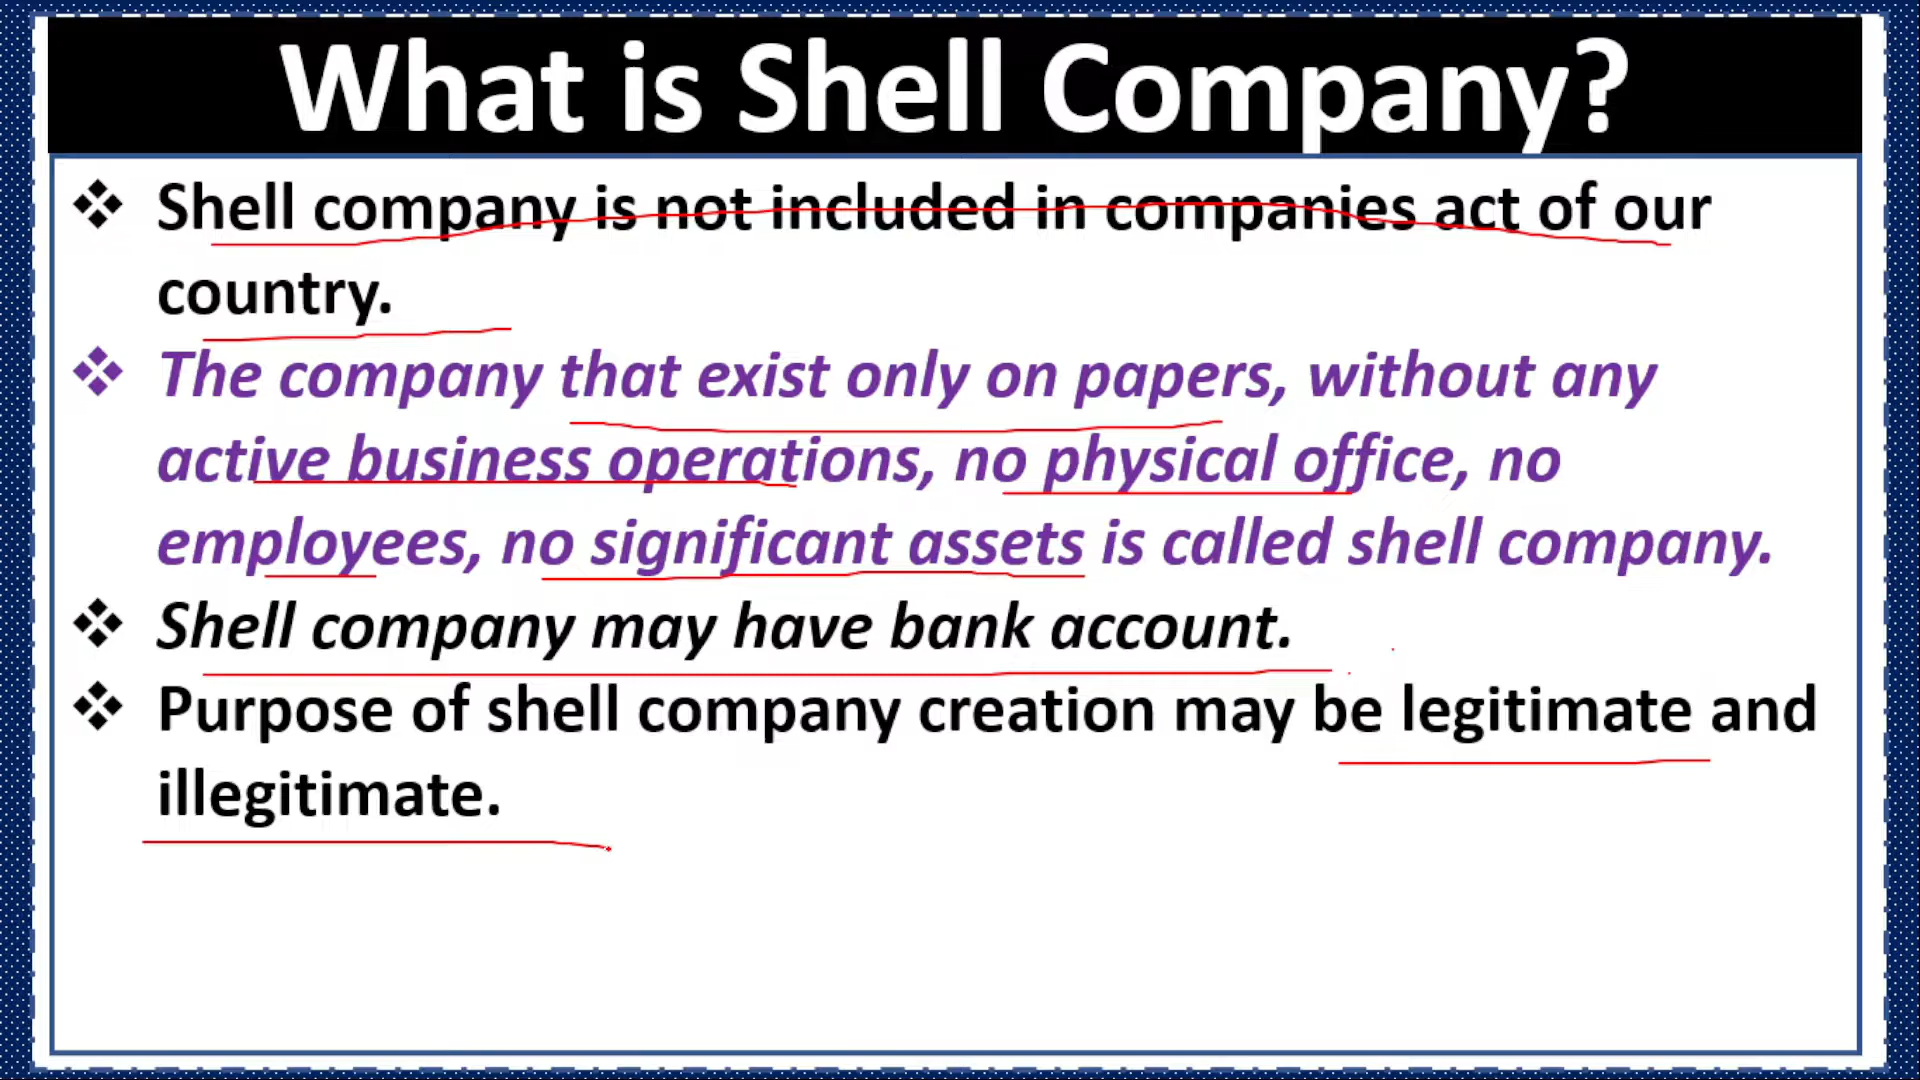 What is Shell Company?
Shell company is not included in companies act of our
country.
The company that exist only on papers, without any
active business operations, no physical office, no
employees, no significant assets is called shell company.
Shell company may have bank account.
Purpose of shell company creation may be legitimate and
illegitimate.